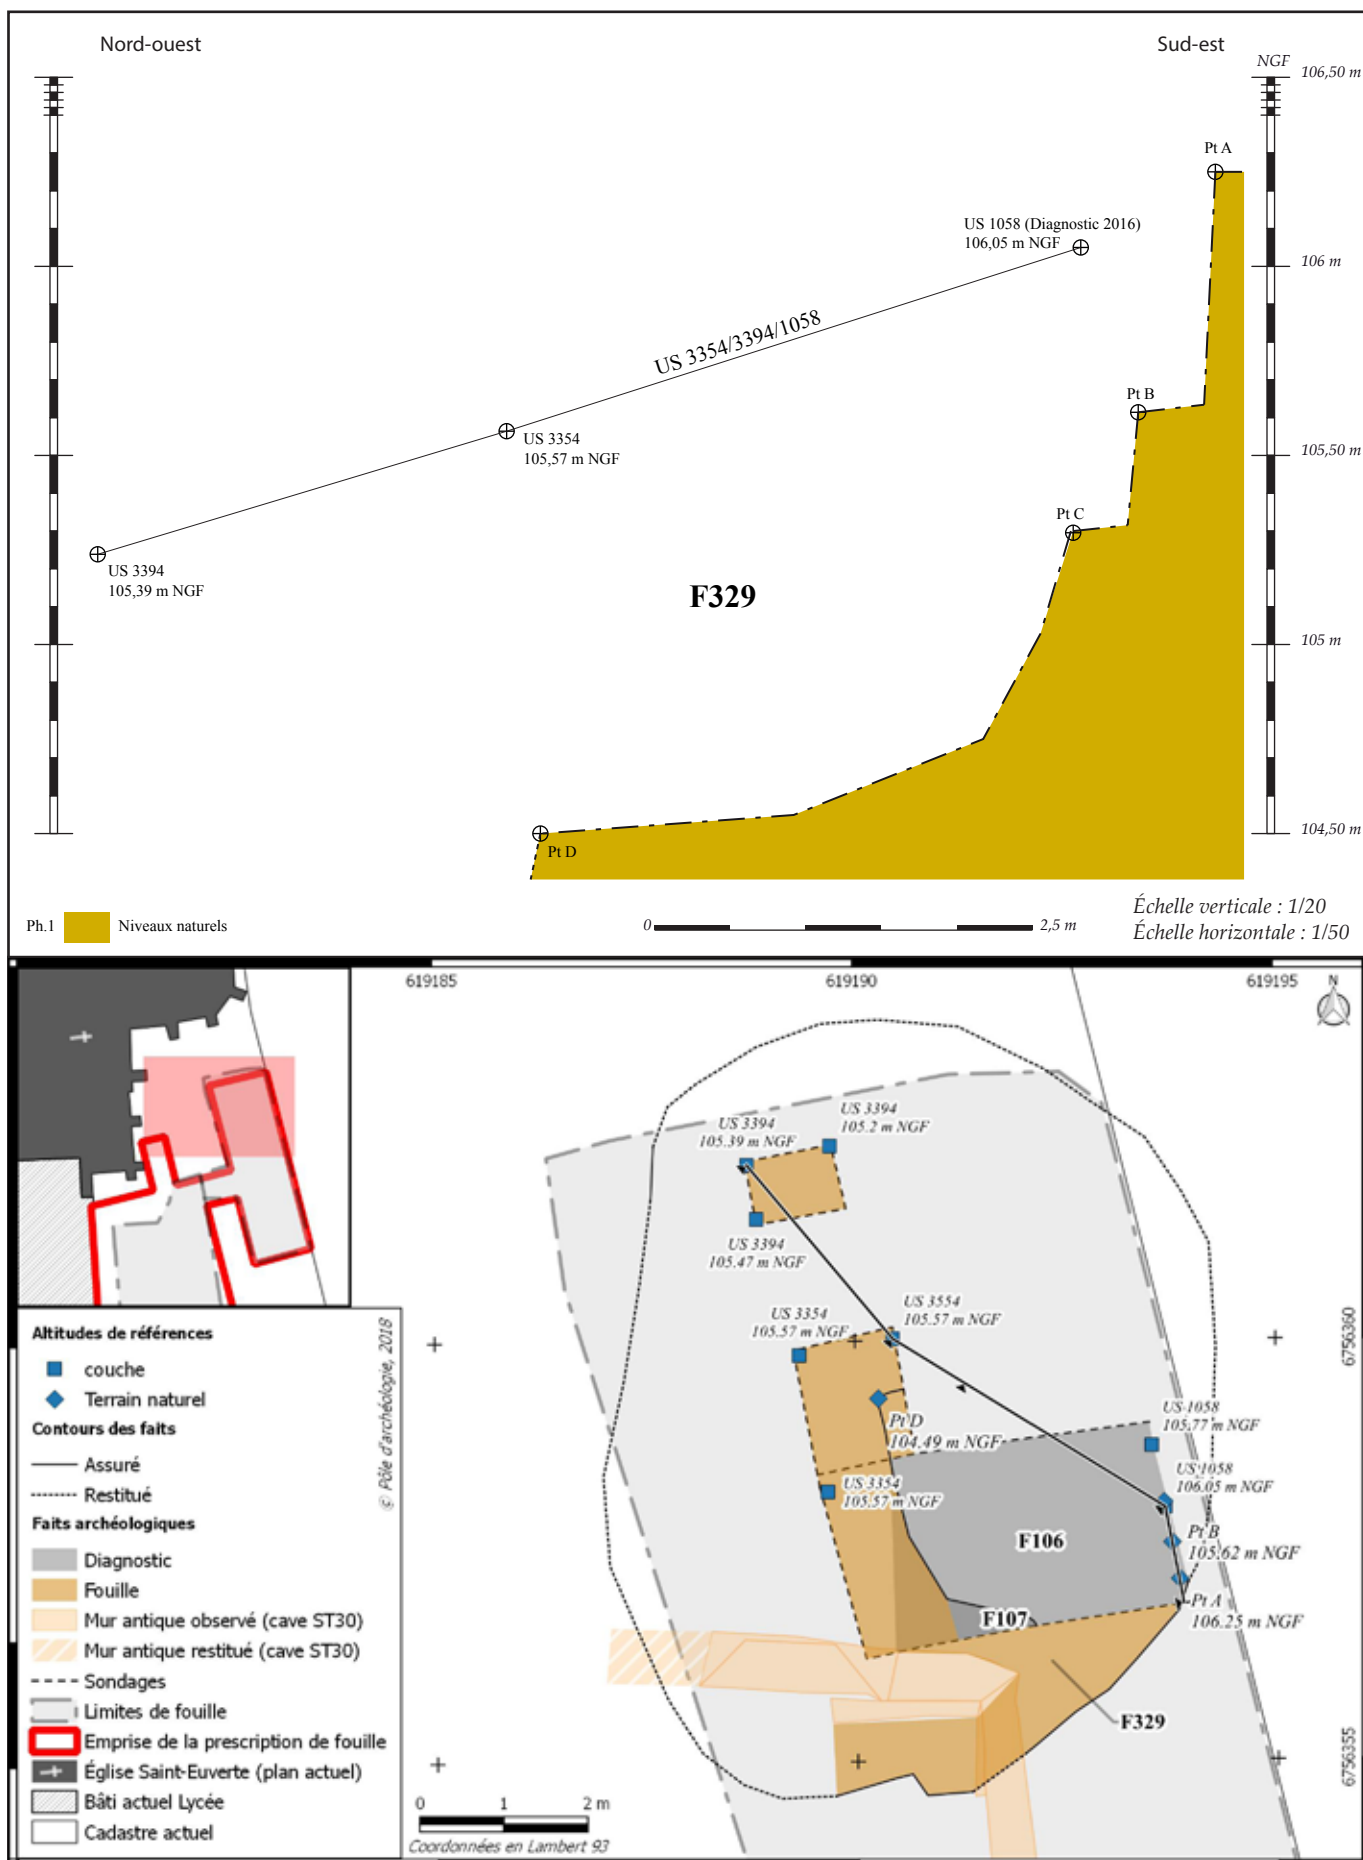 Nord-ouest
Sud-est
NGF
106,50 m
Pt A
US 1058 (Diagnostic 2016)
106,05 m NGF
106 m
US 3354/3394/1058
Pt B
US 3354
105,57 m NGF
105,50 m
Pt C
US 3394
105,39 m NGF
F329
105 m
104,50 m
Pt D
Ph.1
Niveaux naturels
0
2,5 m
Échelle verticale : 1/20
Échelle horizontale : 1/50
619185
619190
619195
N
US 3394
105.39 m NGF
US 3394
105.2 m NGF
US 3394
105.47 m NGF
US 3354
105.57 m NGF
US 3554
105.57 m NGF
6756360
Pt D
104.49 m NGF
US 1058
105.77 m NGF
US 1058
106.05 m NGF
US 3354
105.57 m NGF
F106
Pt B
105.62 m NGF
F107
Pt A
106.25 m NGF
F329
6756355
Altitudes de références
couche
Terrain naturel
Contours des faits
Assuré
Restitué
Faits archéologiques
Diagnostic
Fouille
Mur antique observé (cave ST30)
Mur antique restitué (cave ST30)
Sondages
Limites de fouille
Emprise de la prescription de fouille
Église Saint-Euverte (plan actuel)
Bâti actuel Lycée
Cadastre actuel
© Pôle d'archéologie, 2018
0
1
2 m
Coordonnées en Lambert 93